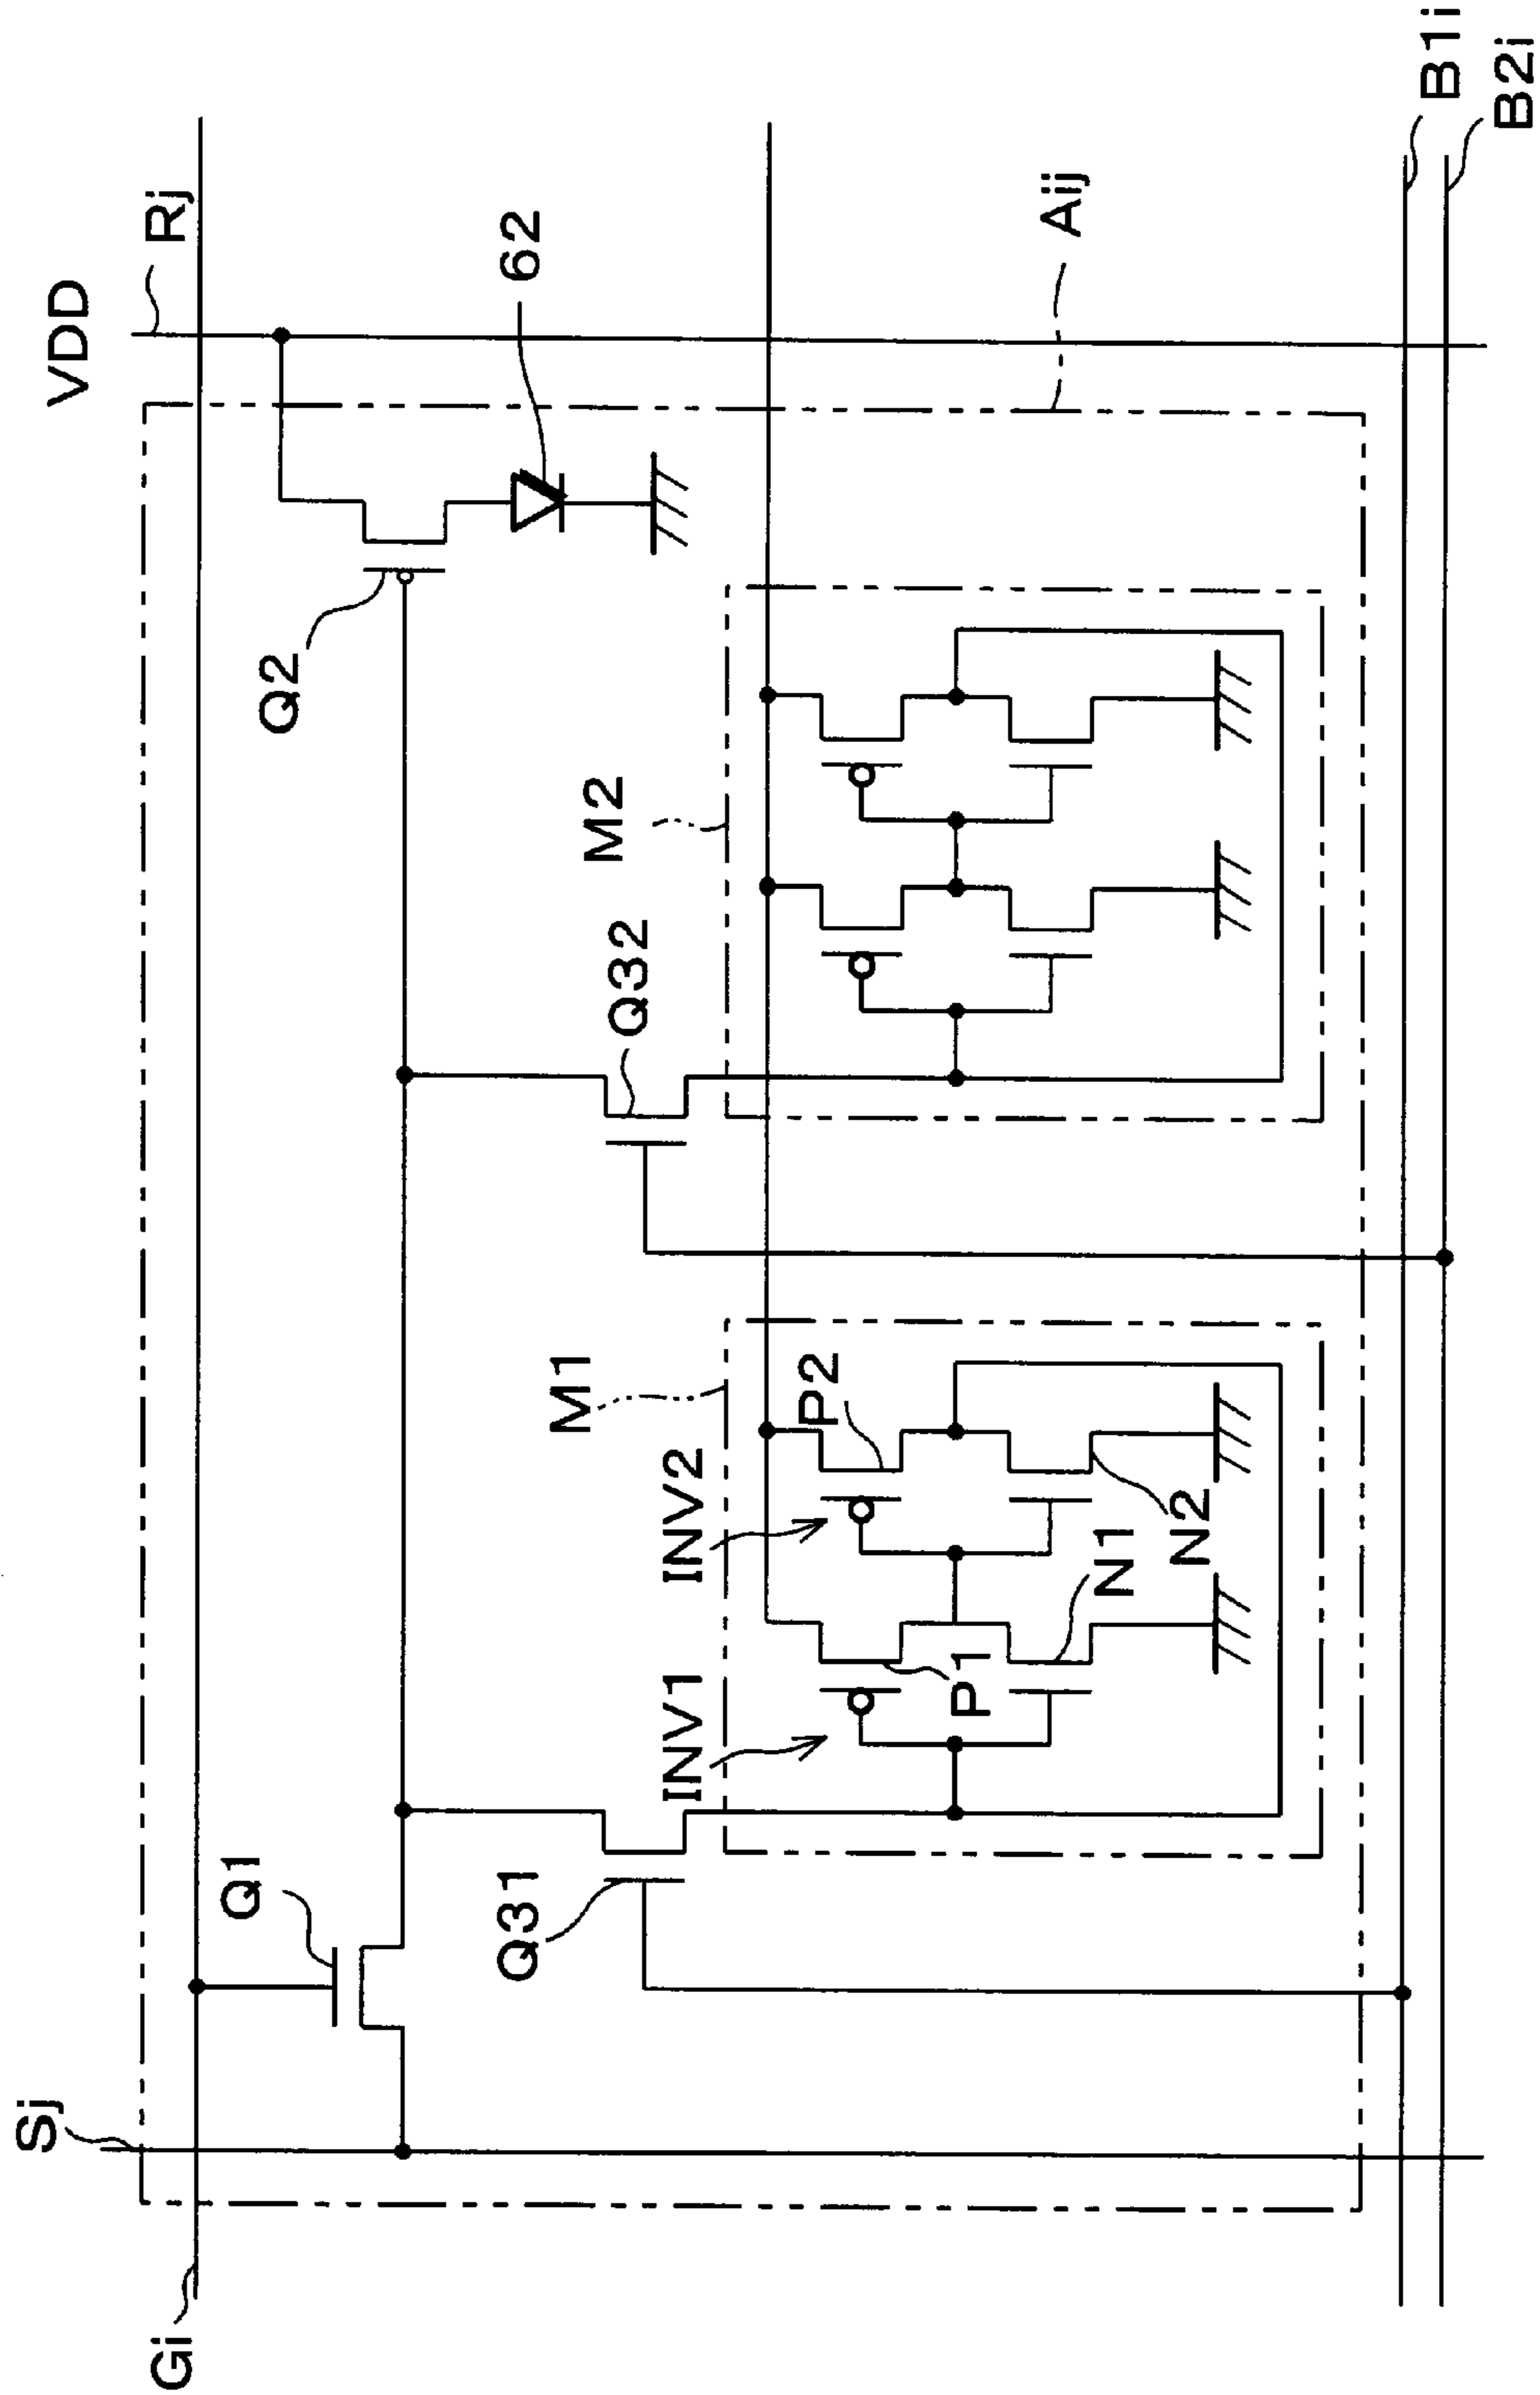 Gi
Sj
Q1
Q31
INV1
INV2
P1
P2
N1
N2
M1
Q32
M2
Q2
62
VDD
Rj
Aij
B1i
B2i